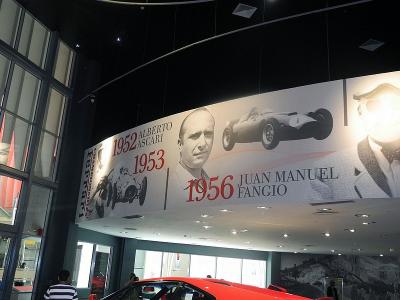 1952 ALBERTO
ASCARI
1953
1956 JUAN MANUEL
FANGIO